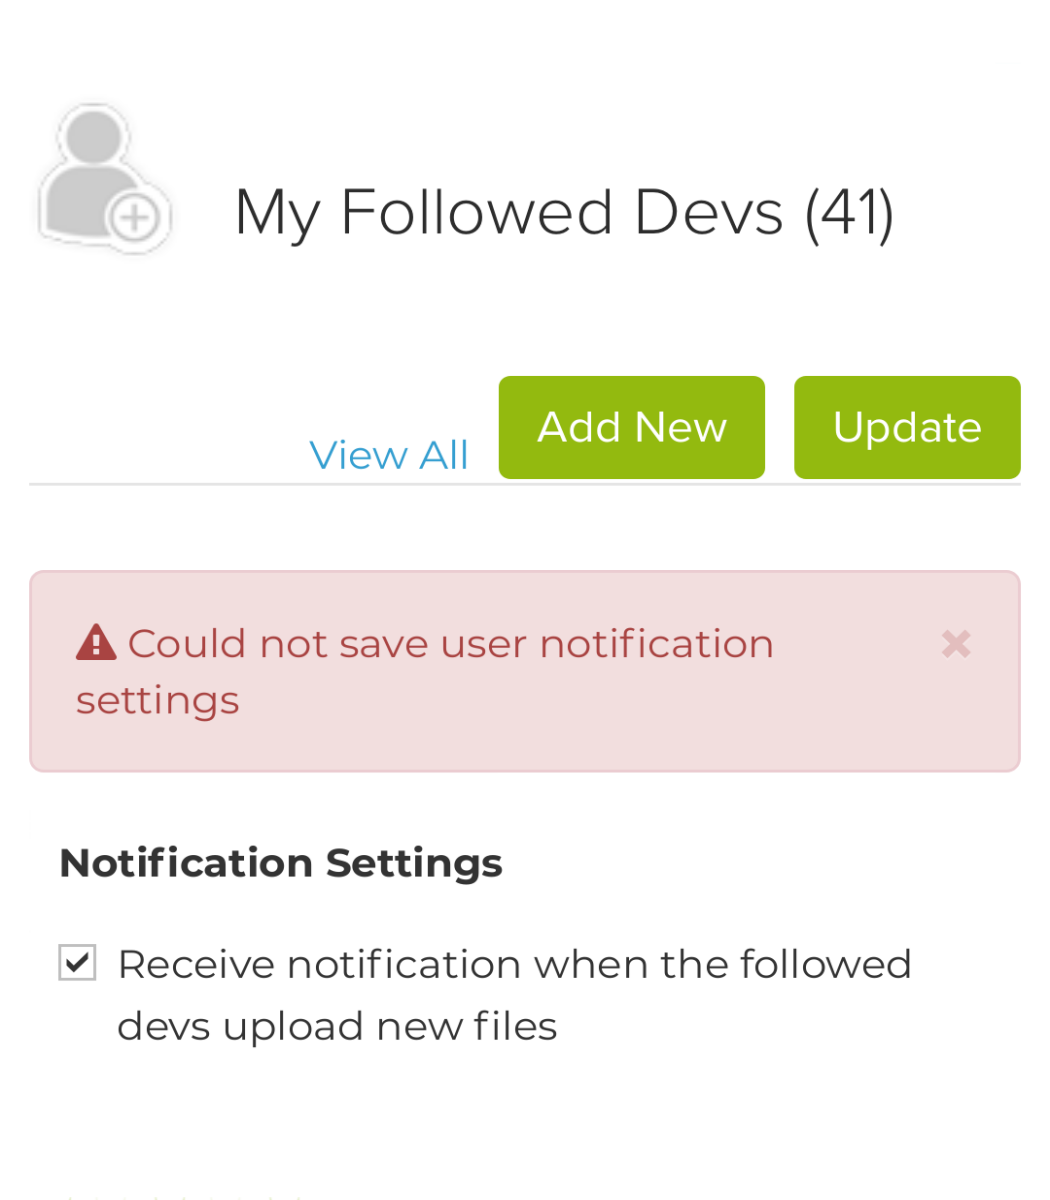 My Followed Devs (41)
View All
Add New
Update
Could not save user notification
settings
Notification Settings
Receive notification when the followed
devs upload new files